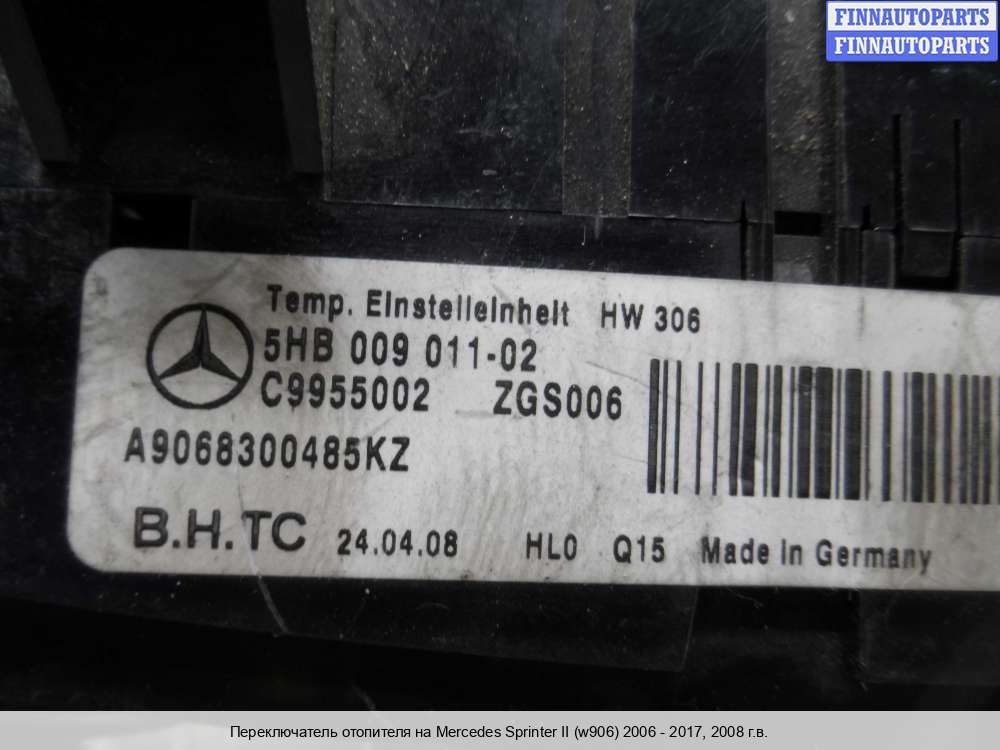 FINNAUTOPARTS
FINNAUTOPARTS
Temp. Einstelleinheit HW 306
5HB 009 011-02
C9955002 ZGS006
A9068300485KZ
B.H.TC 24.04.08 HL0 Q15 Made in Germany
Переключатель отопителя на Mercedes Sprinter II (w906) 2006 - 2017, 2008 г.в.